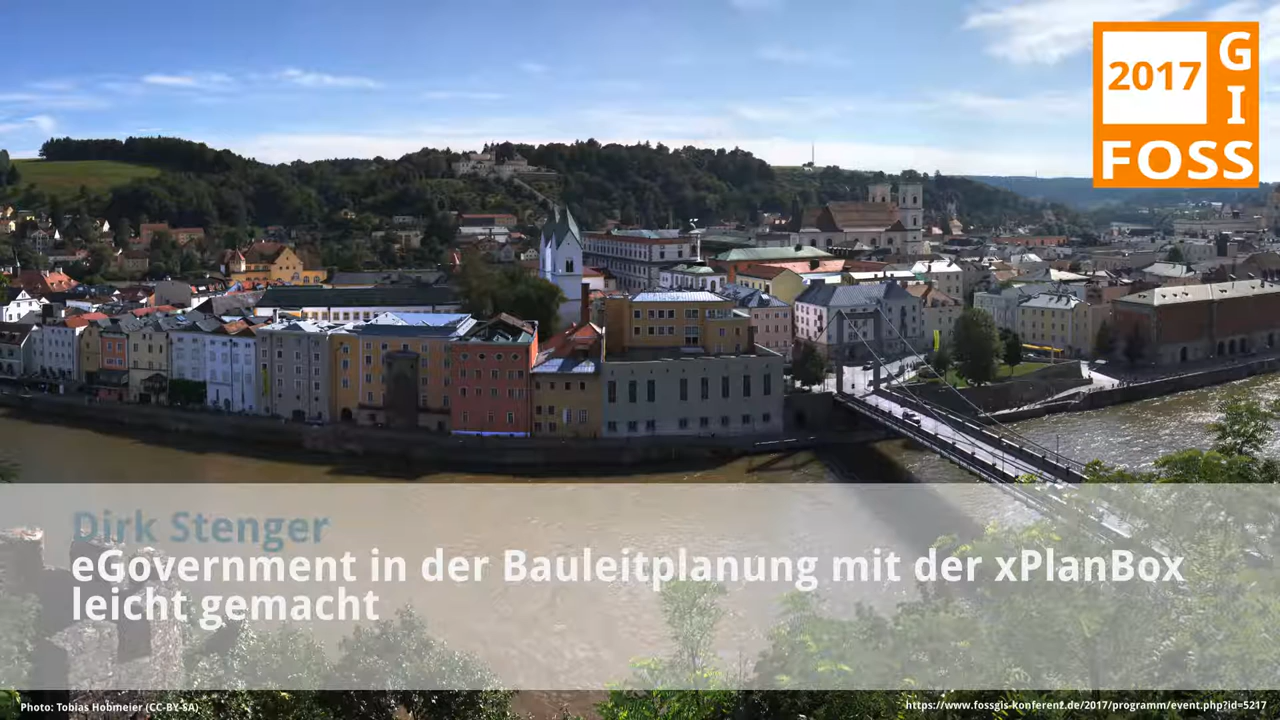 2017
G
I
FOSS
Dirk Stenger
eGovernment in der Bauleitplanung mit der xPlanBox
leicht gemacht
Photo: Tobias Hobmeier (CC-BY-SA)
https://www.fossgis-konferenz.de/2017/programm/event.php?id=5217